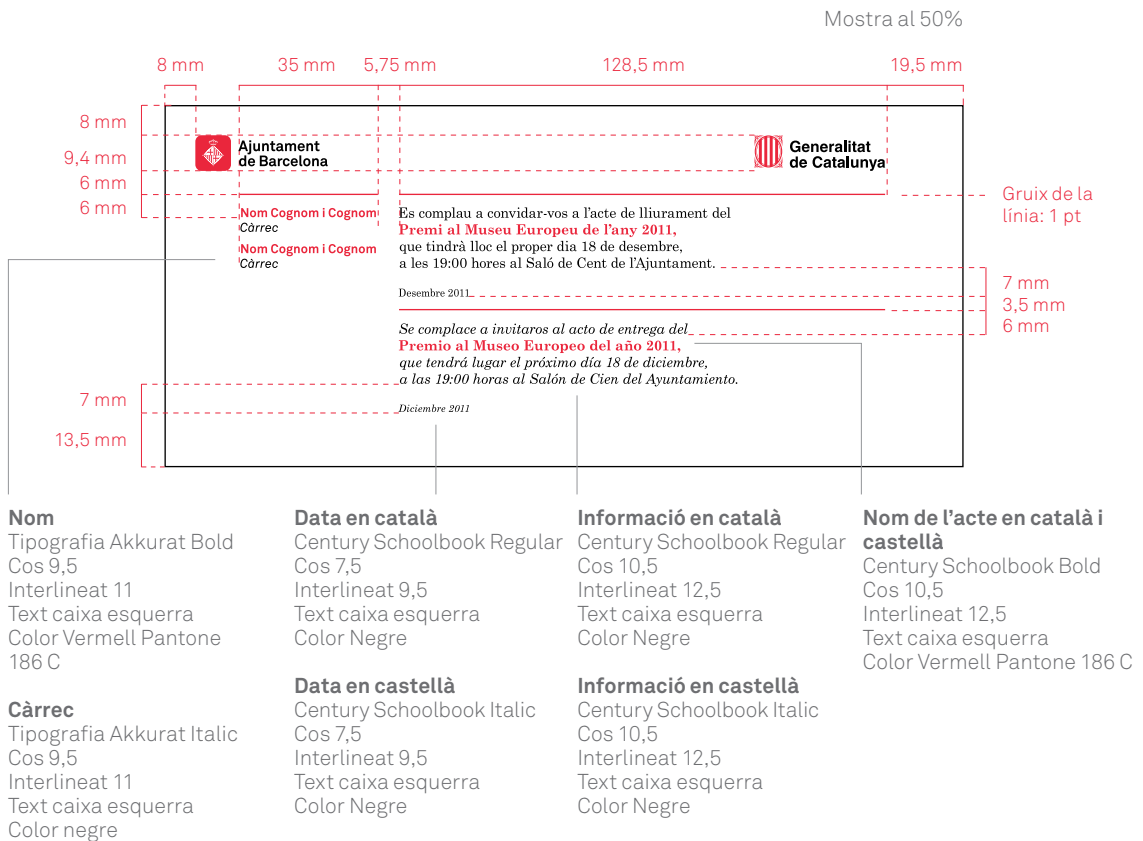 Mostra al 50%
8 mm
35 mm
5,75 mm
128,5 mm
19,5 mm
8 mm
9,4 mm
6 mm
6 mm
Ajuntament
de Barcelona
Generalitat
de Catalunya
Gruix de la
línia: 1 pt
Nom Cognom i Cognom
Càrrec
Nom Cognom i Cognom
Càrrec
Es complau a convidar-vos a l’acte de lliurament del
Premi al Museu Europeu de l’any 2011,
que tindrà lloc el proper dia 18 de desembre,
a les 19:00 hores al Saló de Cent de l’Ajuntament.
Desembre 2011
7 mm
3,5 mm
6 mm
Se complace a invitaros al acto de entrega del
Premio al Museo Europeo del año 2011,
que tendrá lugar el próximo día 18 de diciembre,
a las 19:00 horas al Salón de Cien del Ayuntamiento.
Diciembre 2011
7 mm
13,5 mm
Nom
Tipografia Akkurat Bold
Cos 9,5
Interlineat 11
Text caixa esquerra
Color Vermell Pantone
186 C
Càrrec
Tipografia Akkurat Italic
Cos 9,5
Interlineat 11
Text caixa esquerra
Color negre
Data en català
Century Schoolbook Regular
Cos 7,5
Interlineat 9,5
Text caixa esquerra
Color Negre
Data en castellà
Century Schoolbook Italic
Cos 7,5
Interlineat 9,5
Text caixa esquerra
Color Negre
Informació en català
Century Schoolbook Regular
Cos 10,5
Interlineat 12,5
Text caixa esquerra
Color Negre
Informació en castellà
Century Schoolbook Italic
Cos 10,5
Interlineat 12,5
Text caixa esquerra
Color Negre
Nom de l’acte en català i
castellà
Century Schoolbook Bold
Cos 10,5
Interlineat 12,5
Text caixa esquerra
Color Vermell Pantone 186 C